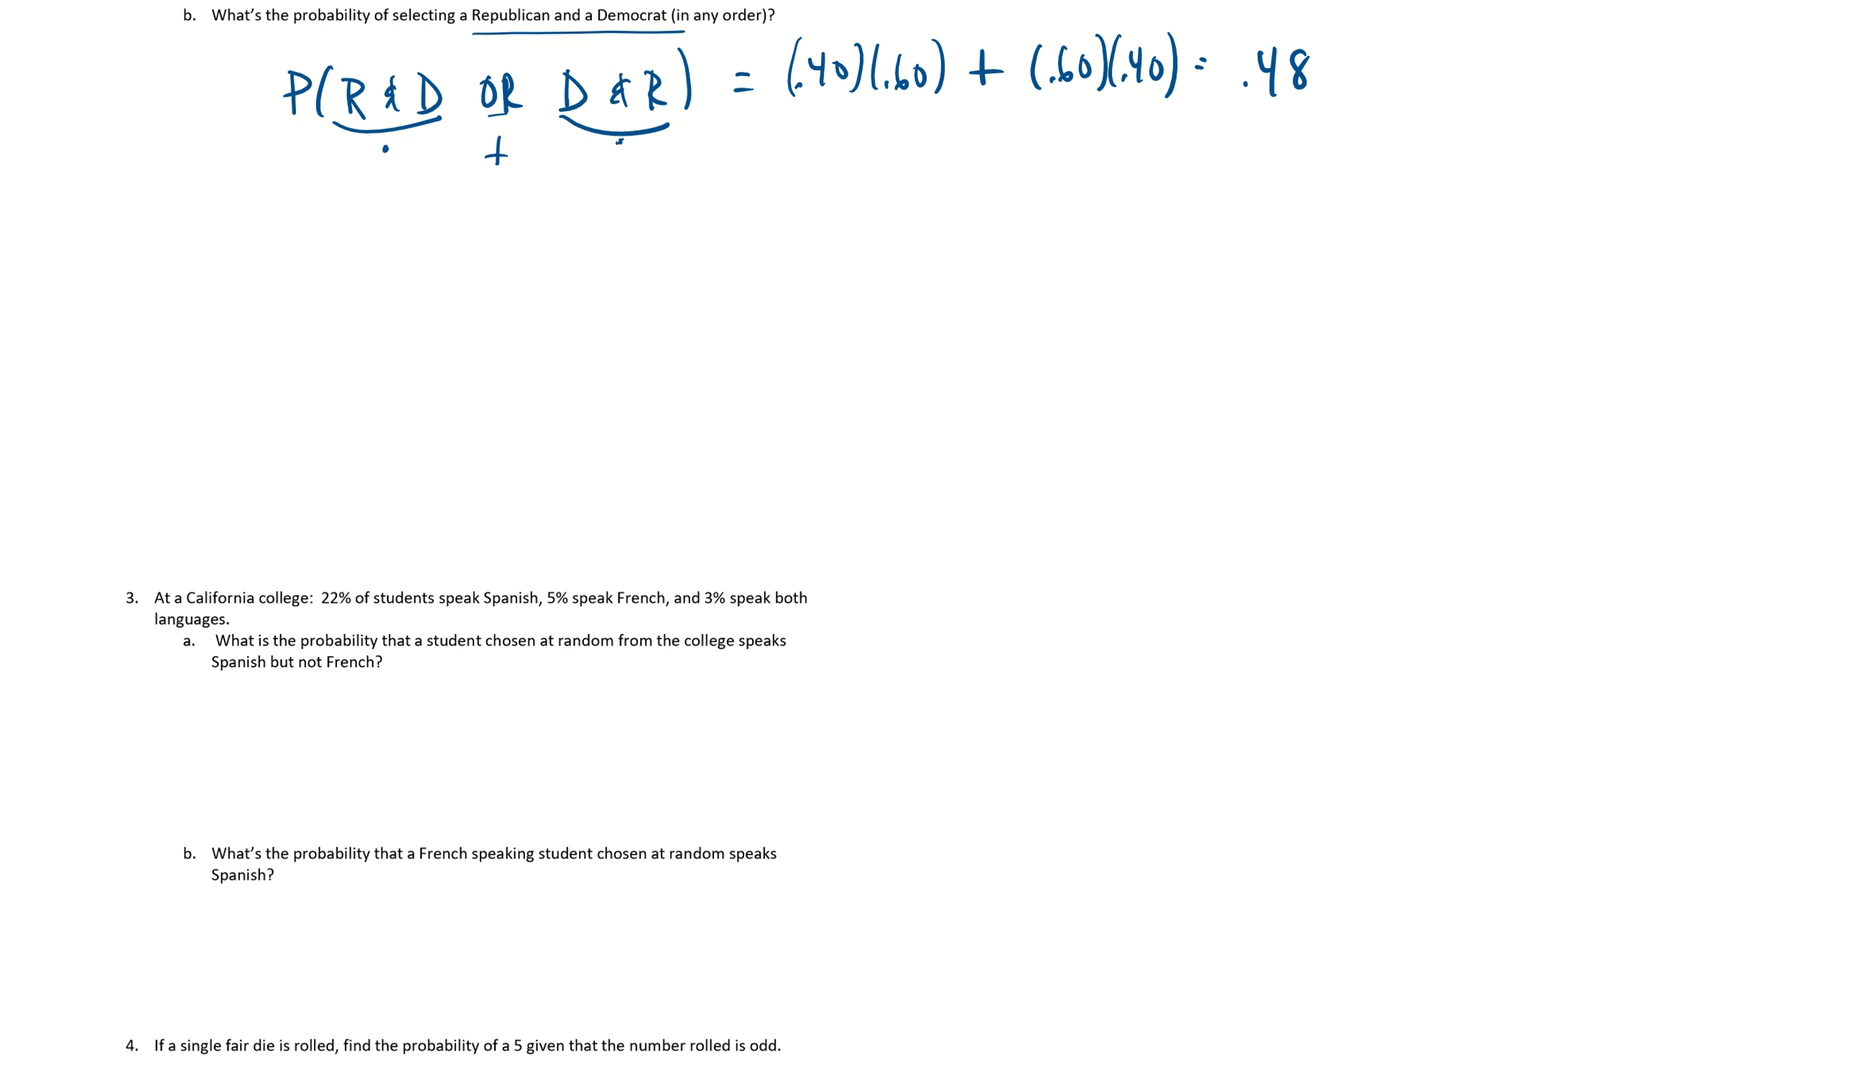 b. What's the probability of selecting a Republican and a Democrat (in any order)?
P(R & D OR D & R) = (.40)(.60) + (.60)(.40) = .48
· + ·
3. At a California college: 22% of students speak Spanish, 5% speak French, and 3% speak both
languages.
a. What is the probability that a student chosen at random from the college speaks
Spanish but not French?
b. What's the probability that a French speaking student chosen at random speaks
Spanish?
4. If a single fair die is rolled, find the probability of a 5 given that the number rolled is odd.